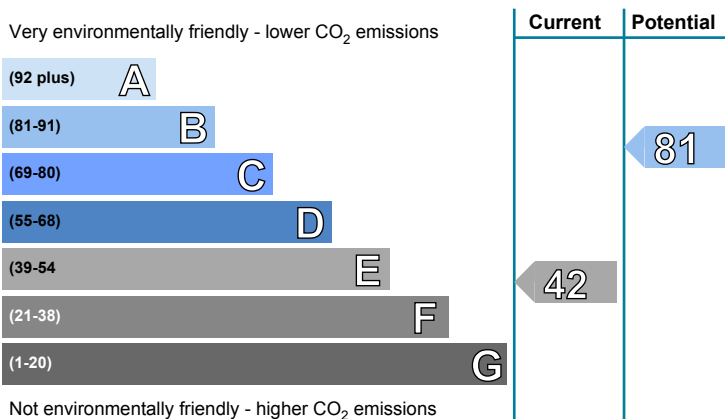 Current Potential
Very environmentally friendly - lower CO2 emissions
(92 plus) A
(81-91) B
81
(69-80) C
(55-68) D
(39-54 E
42
(21-38) F
(1-20) G
Not environmentally friendly - higher CO2 emissions